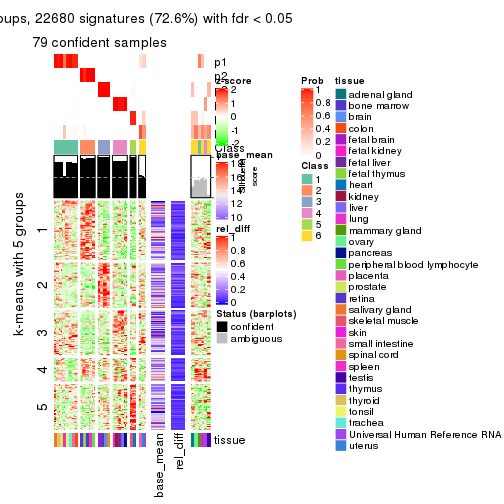 oups, 22680 signatures (72.6%) with fdr < 0.05
79 confident samples
p1
p2
z-score
2
1
0
-1
-2
Class
base_mean
18
16
14
12
10
score
rel_diff
1
0.8
0.6
0.4
0.2
0
Status (barplots)
confident
ambiguous
k-means with 5 groups
1
2
3
4
5
tissue
base_mean
rel_diff
Prob
1
0.8
0.6
0.4
0.2
0
Class
1
2
3
4
5
6
tissue
adrenal gland
bone marrow
brain
colon
fetal brain
fetal kidney
fetal liver
fetal thymus
heart
kidney
liver
lung
mammary gland
ovary
pancreas
peripheral blood lymphocyte
placenta
prostate
retina
salivary gland
skeletal muscle
skin
small intestine
spinal cord
spleen
testis
thymus
thyroid
tonsil
trachea
Universal Human Reference RNA
uterus